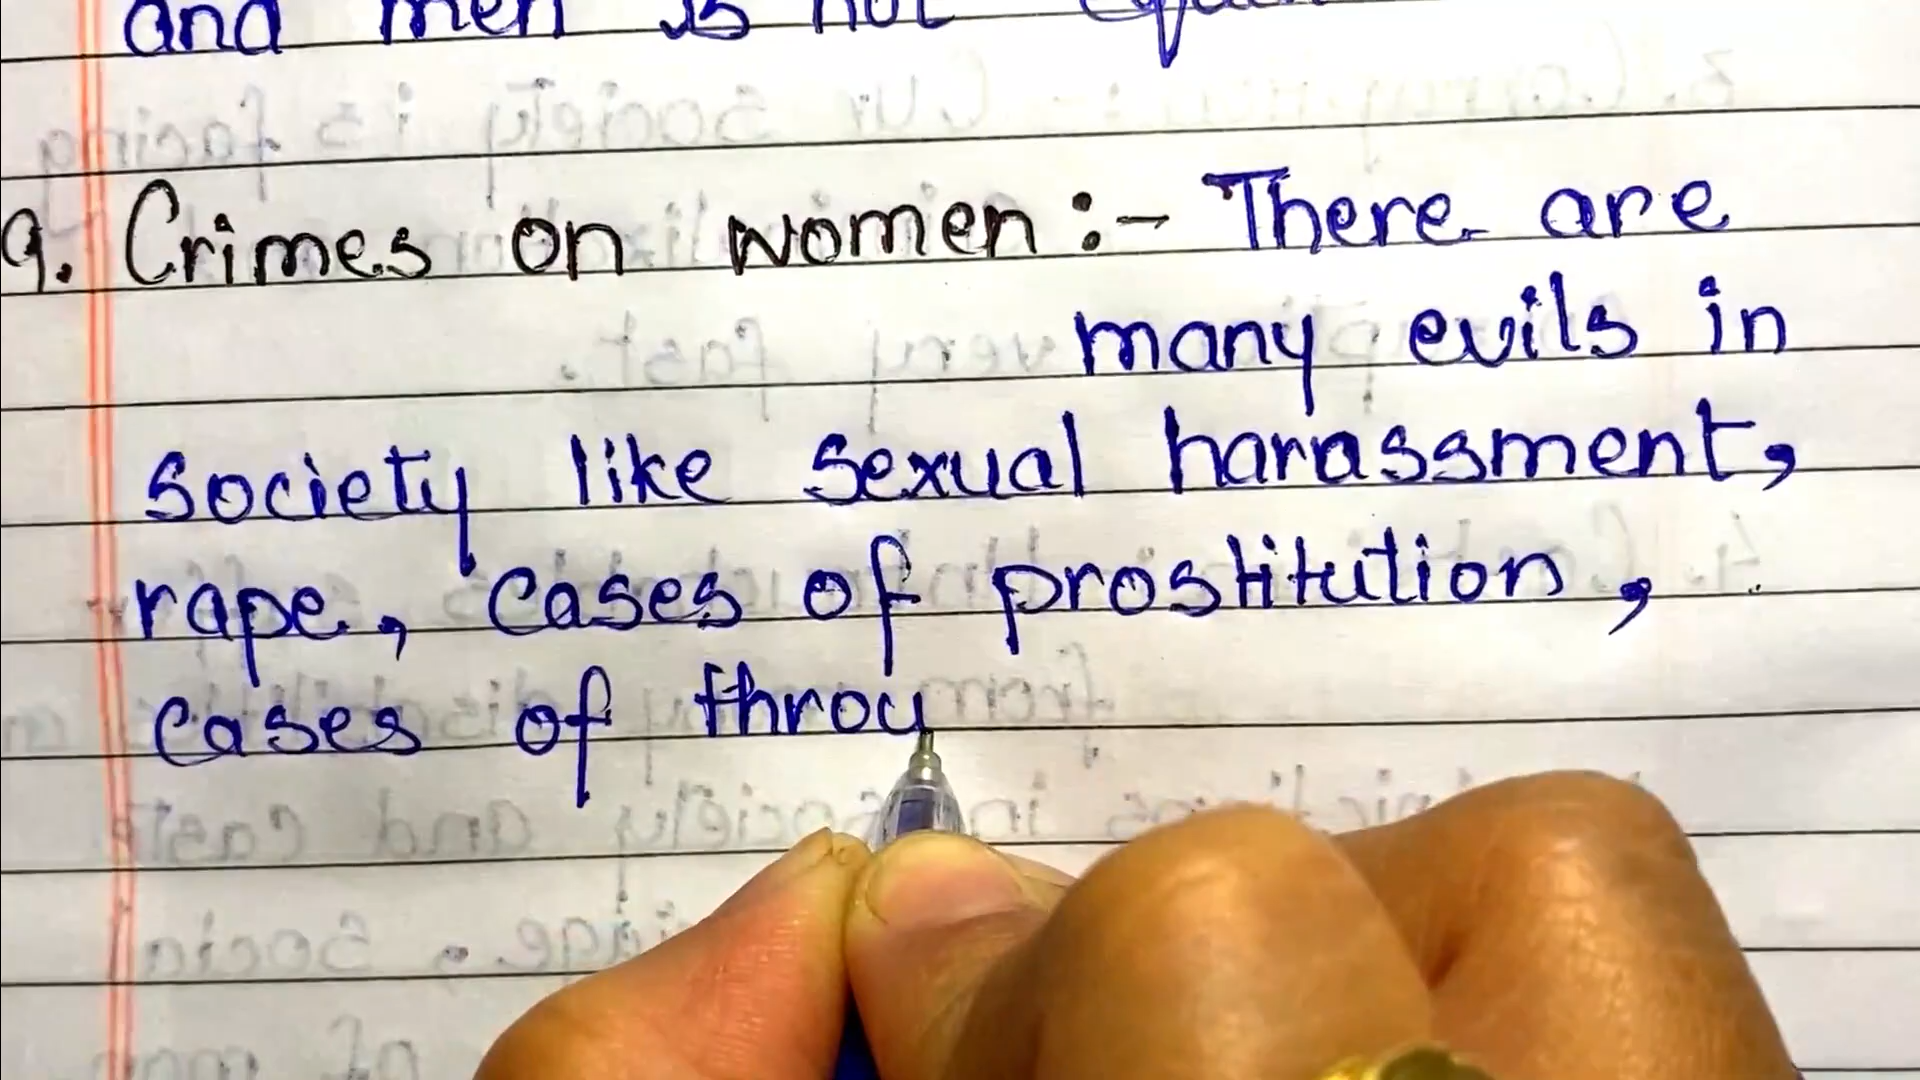 and men is not equal
9. Crimes on women :- There are
many evils in
society like sexual harassment,
rape, cases of prostitution,
cases of throu